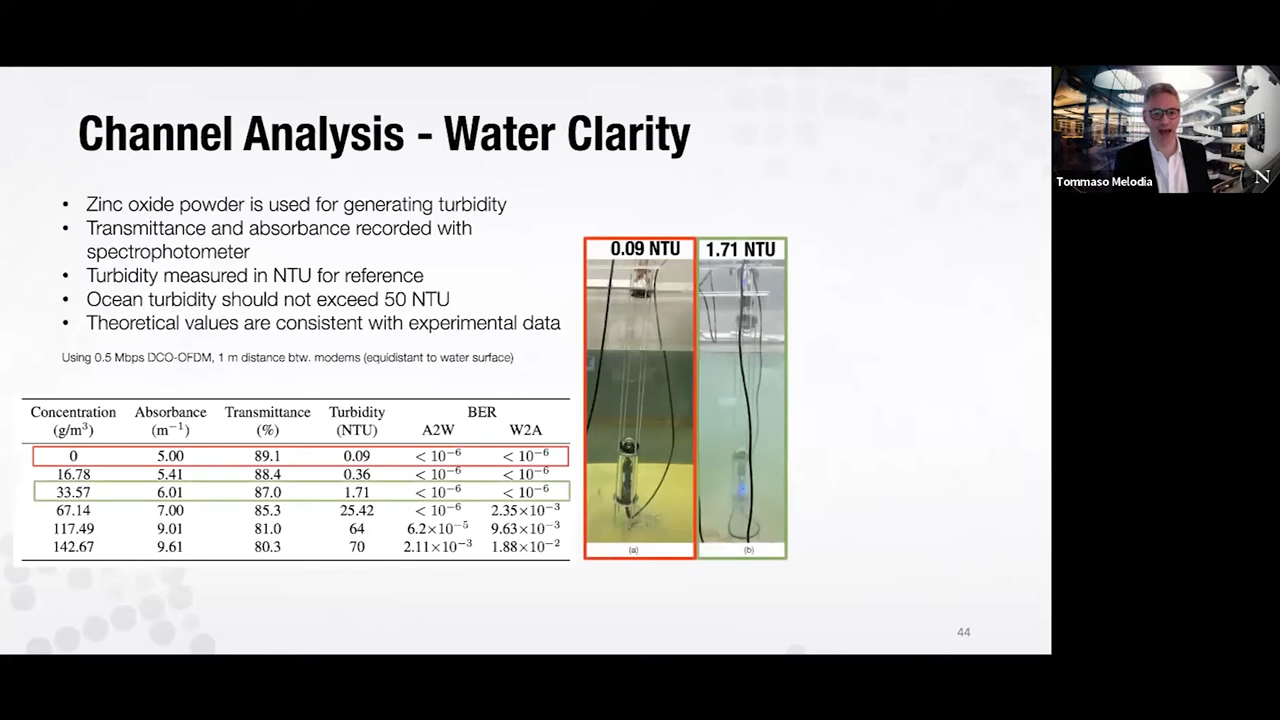 Channel Analysis - Water Clarity
• Zinc oxide powder is used for generating turbidity
• Transmittance and absorbance recorded with
spectrophotometer
• Turbidity measured in NTU for reference
• Ocean turbidity should not exceed 50 NTU
• Theoretical values are consistent with experimental data
Using 0.5 Mbps DCO-OFDM, 1 m distance btw. modems (equidistant to water surface)
Concentration Absorbance Transmittance Turbidity BER
(g/m³) (m⁻¹) (%) (NTU) A2W W2A
0 5.00 89.1 0.09 < 10⁻⁶ < 10⁻⁶
16.78 5.41 88.4 0.36 < 10⁻⁶ < 10⁻⁶
33.57 6.01 87.0 1.71 < 10⁻⁶ < 10⁻⁶
67.14 7.00 85.3 25.42 < 10⁻⁶ 2.35×10⁻³
117.49 9.01 81.0 64 6.2×10⁻⁵ 9.63×10⁻³
142.67 9.61 80.3 70 2.11×10⁻³ 1.88×10⁻²
0.09 NTU 1.71 NTU
(a) (b)
44
Tommaso Melodia
N